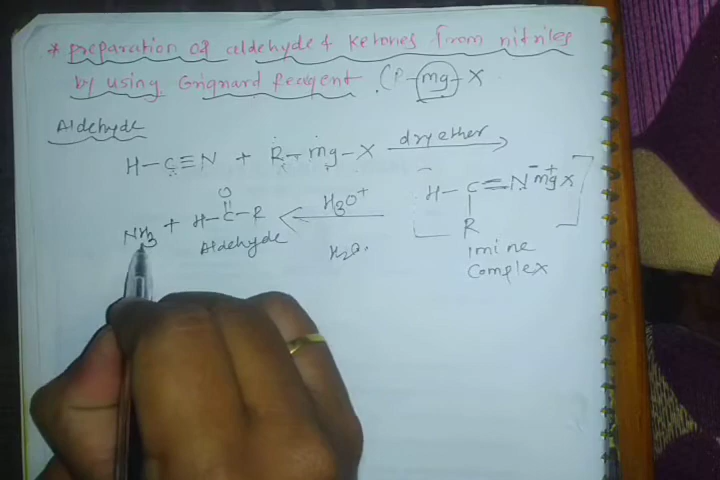 * preparation of aldehyde & Ketones from nitriles
by using Grignard Reagent (R-mg-X
Aldehyde
H-C≡N + R-mg-X dry ether
H-C=N⁻ mg⁺X
R
imine
complex
H₃O⁺
H₂O
NH₃ + H-C-R
O
Aldehyde